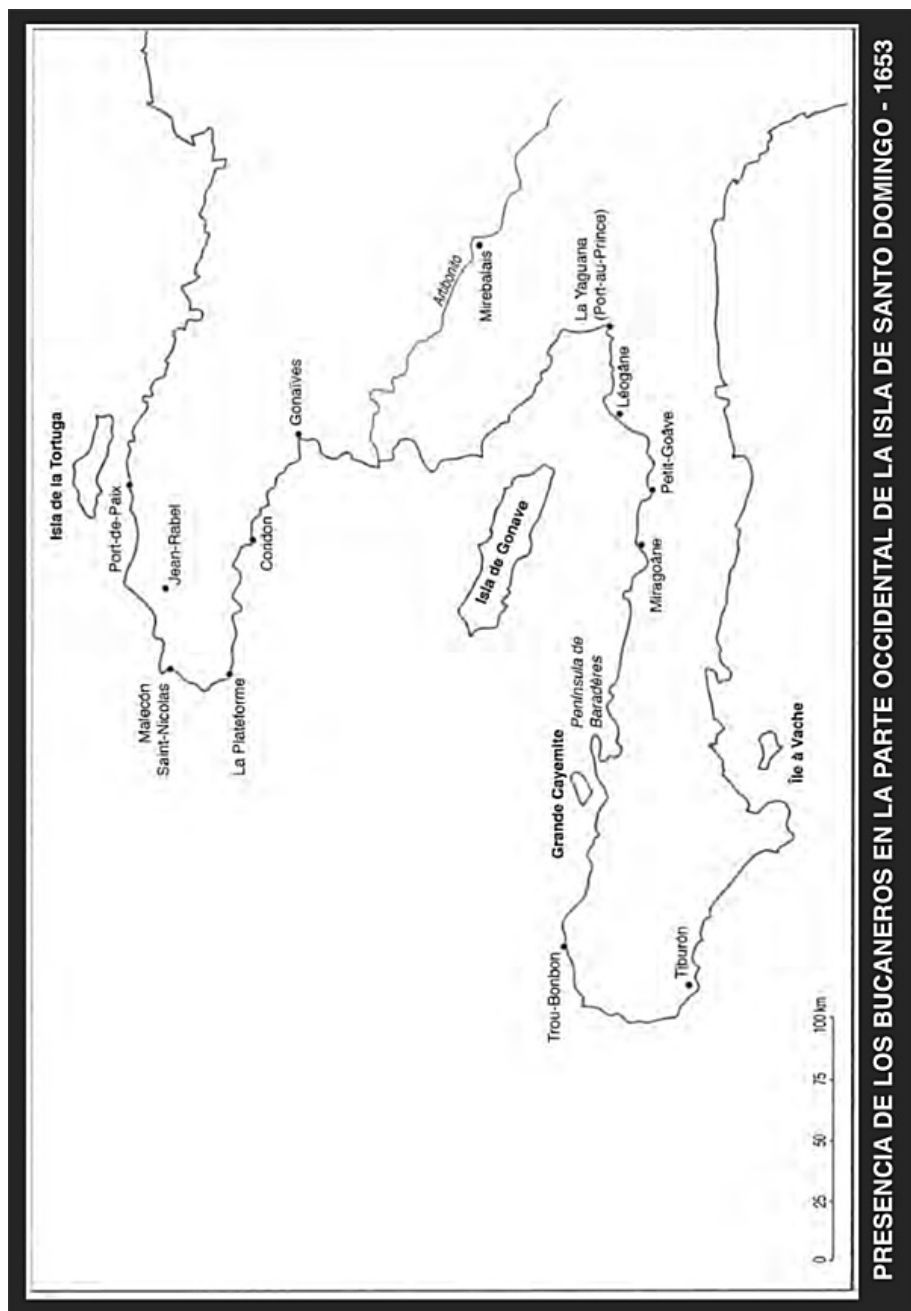 Isla de la Tortuga
Port-de-Paix
Jean-Rabel
Malecón
Saint-Nicolas
La Plateforme
Coridon
Gonaïves
Artibonito
Mirebalais
La Yaguana
(Port-au-Prince)
Léogâne
Petit-Goâve
Miragoâne
Isla de Gonave
Península de
Baradères
Grande Cayemite
Trou-Bonbon
Tiburón
Île à Vache
0 25 50 75 100 km
PRESENCIA DE LOS BUCANEROS EN LA PARTE OCCIDENTAL DE LA ISLA DE SANTO DOMINGO - 1653